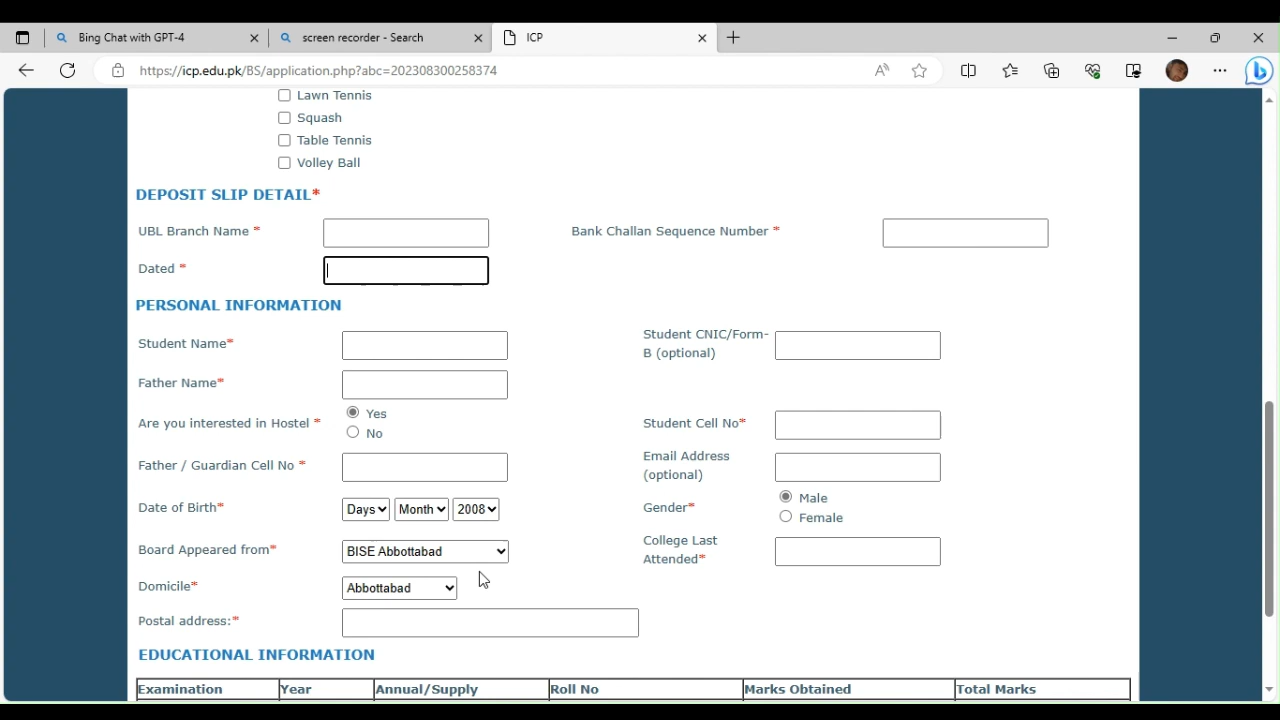 Bing Chat with GPT-4
screen recorder - Search
ICP
https://icp.edu.pk/BS/application.php?abc=202308300258374
Lawn Tennis
Squash
Table Tennis
Volley Ball
DEPOSIT SLIP DETAIL*
UBL Branch Name *
Bank Challan Sequence Number *
Dated *
PERSONAL INFORMATION
Student Name*
Student CNIC/Form-
B (optional)
Father Name*
Are you interested in Hostel *
Yes
No
Student Cell No*
Father / Guardian Cell No *
Email Address
(optional)
Date of Birth*
Days Month 2008
Gender*
Male
Female
Board Appeared from*
BISE Abbottabad
College Last
Attended*
Domicile*
Abbottabad
Postal address:*
EDUCATIONAL INFORMATION
Examination Year Annual/Supply Roll No Marks Obtained Total Marks